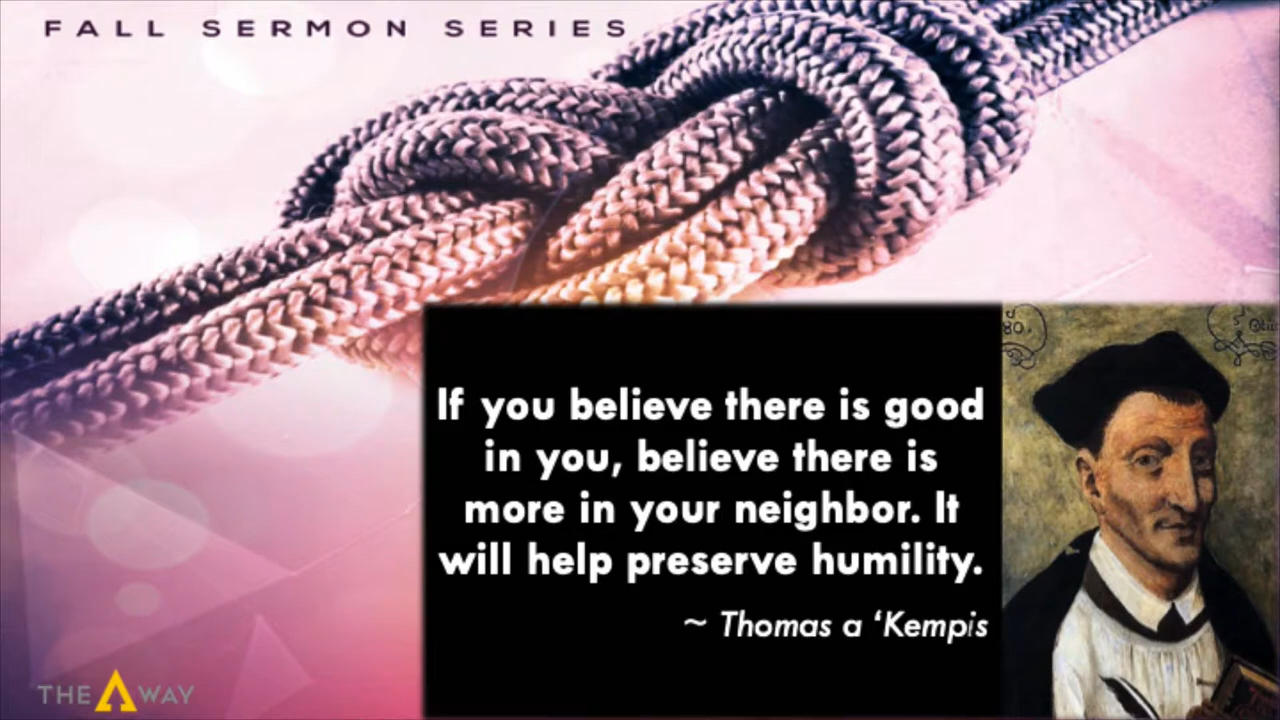 FALL SERMON SERIES
80.
If you believe there is good
in you, believe there is
more in your neighbor. It
will help preserve humility.
~ Thomas a ‘Kempis
THE WAY